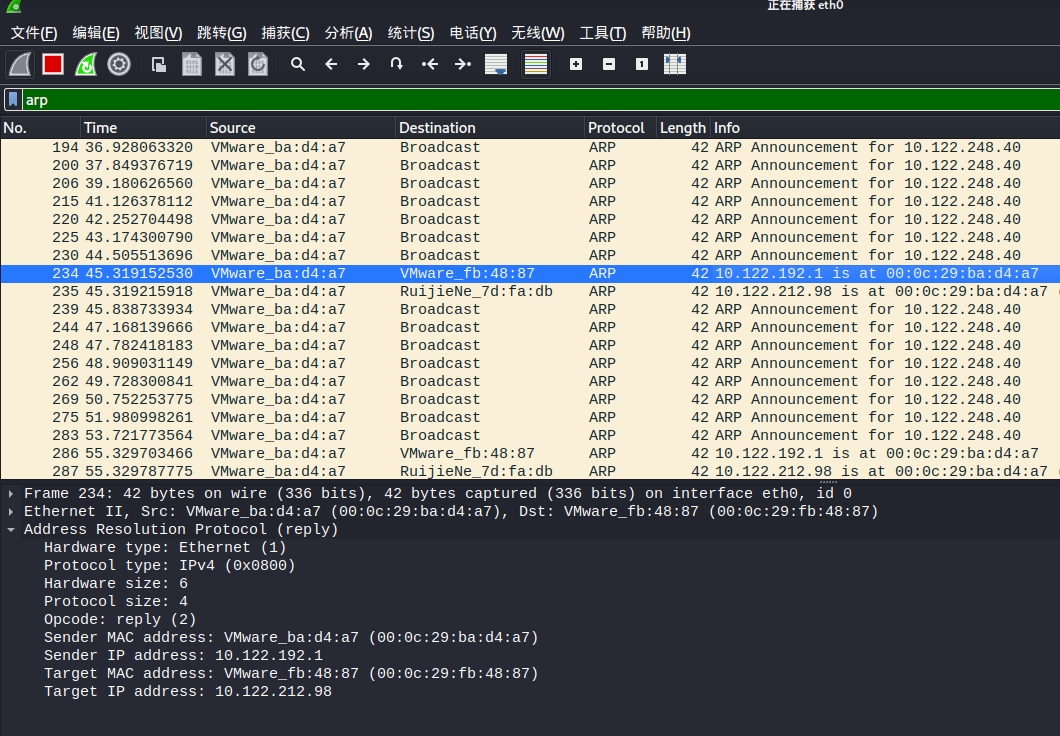 正在捕获 eth0
文件(F) 编辑(E) 视图(V) 跳转(G) 捕获(C) 分析(A) 统计(S) 电话(Y) 无线(W) 工具(T) 帮助(H)
arp
No. Time Source Destination Protocol Length Info
194 36.928063320 VMware_ba:d4:a7 Broadcast ARP 42 ARP Announcement for 10.122.248.40
200 37.849376719 VMware_ba:d4:a7 Broadcast ARP 42 ARP Announcement for 10.122.248.40
206 39.180626560 VMware_ba:d4:a7 Broadcast ARP 42 ARP Announcement for 10.122.248.40
215 41.126378112 VMware_ba:d4:a7 Broadcast ARP 42 ARP Announcement for 10.122.248.40
220 42.252704498 VMware_ba:d4:a7 Broadcast ARP 42 ARP Announcement for 10.122.248.40
225 43.174300790 VMware_ba:d4:a7 Broadcast ARP 42 ARP Announcement for 10.122.248.40
230 44.505513696 VMware_ba:d4:a7 Broadcast ARP 42 ARP Announcement for 10.122.248.40
234 45.319152530 VMware_ba:d4:a7 VMware_fb:48:87 ARP 42 10.122.192.1 is at 00:0c:29:ba:d4:a7
235 45.319215918 VMware_ba:d4:a7 RuijieNe_7d:fa:db ARP 42 10.122.212.98 is at 00:0c:29:ba:d4:a7
239 45.838733934 VMware_ba:d4:a7 Broadcast ARP 42 ARP Announcement for 10.122.248.40
244 47.168139666 VMware_ba:d4:a7 Broadcast ARP 42 ARP Announcement for 10.122.248.40
248 47.782418183 VMware_ba:d4:a7 Broadcast ARP 42 ARP Announcement for 10.122.248.40
256 48.909031149 VMware_ba:d4:a7 Broadcast ARP 42 ARP Announcement for 10.122.248.40
262 49.728300841 VMware_ba:d4:a7 Broadcast ARP 42 ARP Announcement for 10.122.248.40
269 50.752253775 VMware_ba:d4:a7 Broadcast ARP 42 ARP Announcement for 10.122.248.40
275 51.980998261 VMware_ba:d4:a7 Broadcast ARP 42 ARP Announcement for 10.122.248.40
283 53.721773564 VMware_ba:d4:a7 Broadcast ARP 42 ARP Announcement for 10.122.248.40
286 55.329703466 VMware_ba:d4:a7 VMware_fb:48:87 ARP 42 10.122.192.1 is at 00:0c:29:ba:d4:a7
287 55.329787775 VMware_ba:d4:a7 RuijieNe_7d:fa:db ARP 42 10.122.212.98 is at 00:0c:29:ba:d4:a7
Frame 234: 42 bytes on wire (336 bits), 42 bytes captured (336 bits) on interface eth0, id 0
Ethernet II, Src: VMware_ba:d4:a7 (00:0c:29:ba:d4:a7), Dst: VMware_fb:48:87 (00:0c:29:fb:48:87)
Address Resolution Protocol (reply)
Hardware type: Ethernet (1)
Protocol type: IPv4 (0x0800)
Hardware size: 6
Protocol size: 4
Opcode: reply (2)
Sender MAC address: VMware_ba:d4:a7 (00:0c:29:ba:d4:a7)
Sender IP address: 10.122.192.1
Target MAC address: VMware_fb:48:87 (00:0c:29:fb:48:87)
Target IP address: 10.122.212.98